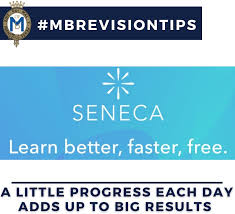 M
#MBREVISIONTIPS
SENECA
Learn better, faster, free.
A LITTLE PROGRESS EACH DAY
ADDS UP TO BIG RESULTS